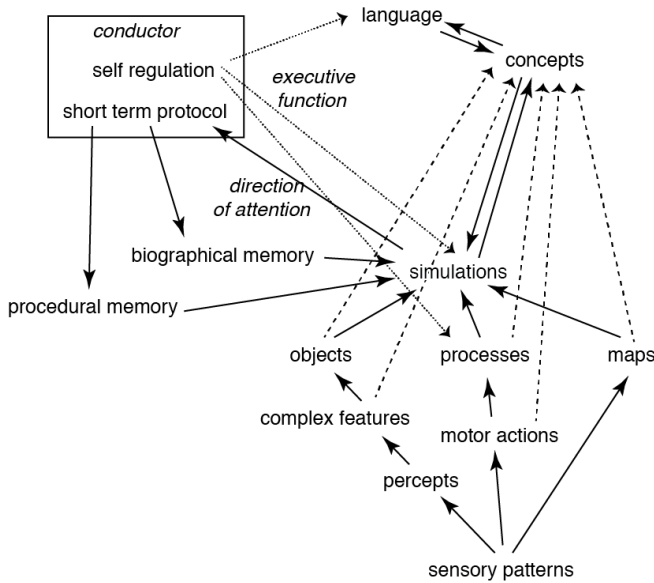 language
conductor
self regulation
short term protocol
executive
function
concepts
direction
of attention
biographical memory
simulations
procedural memory
objects
processes
maps
complex features
motor actions
percepts
sensory patterns